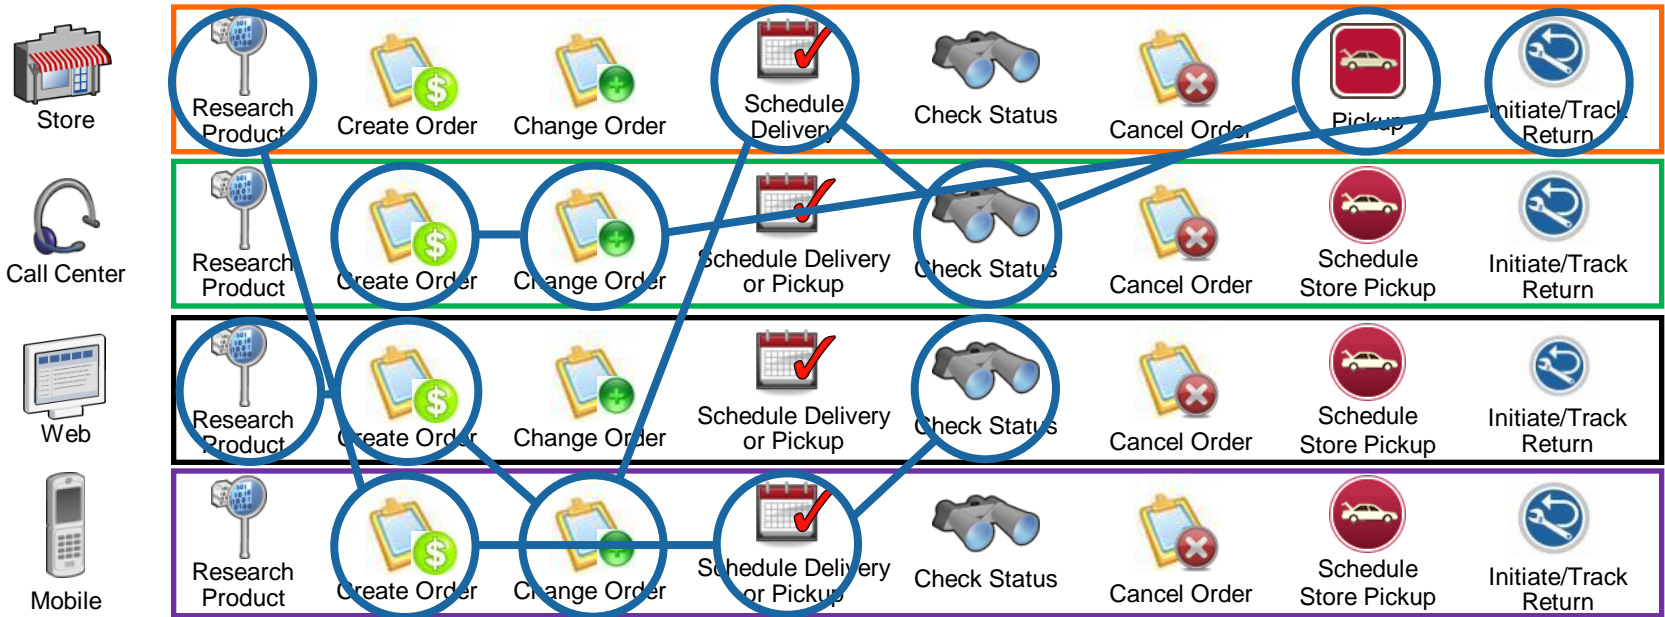 Store
Research
Product
Create Order
Change Order
Schedule
Delivery
Check Status
Cancel Order
Pickup
Initiate/Track
Return
Call Center
Research
Product
Create Order
Change Order
Schedule Delivery
or Pickup
Check Status
Cancel Order
Schedule
Store Pickup
Initiate/Track
Return
Web
Research
Product
Create Order
Change Order
Schedule Delivery
or Pickup
Check Status
Cancel Order
Schedule
Store Pickup
Initiate/Track
Return
Mobile
Research
Product
Create Order
Change Order
Schedule Delivery
or Pickup
Check Status
Cancel Order
Schedule
Store Pickup
Initiate/Track
Return